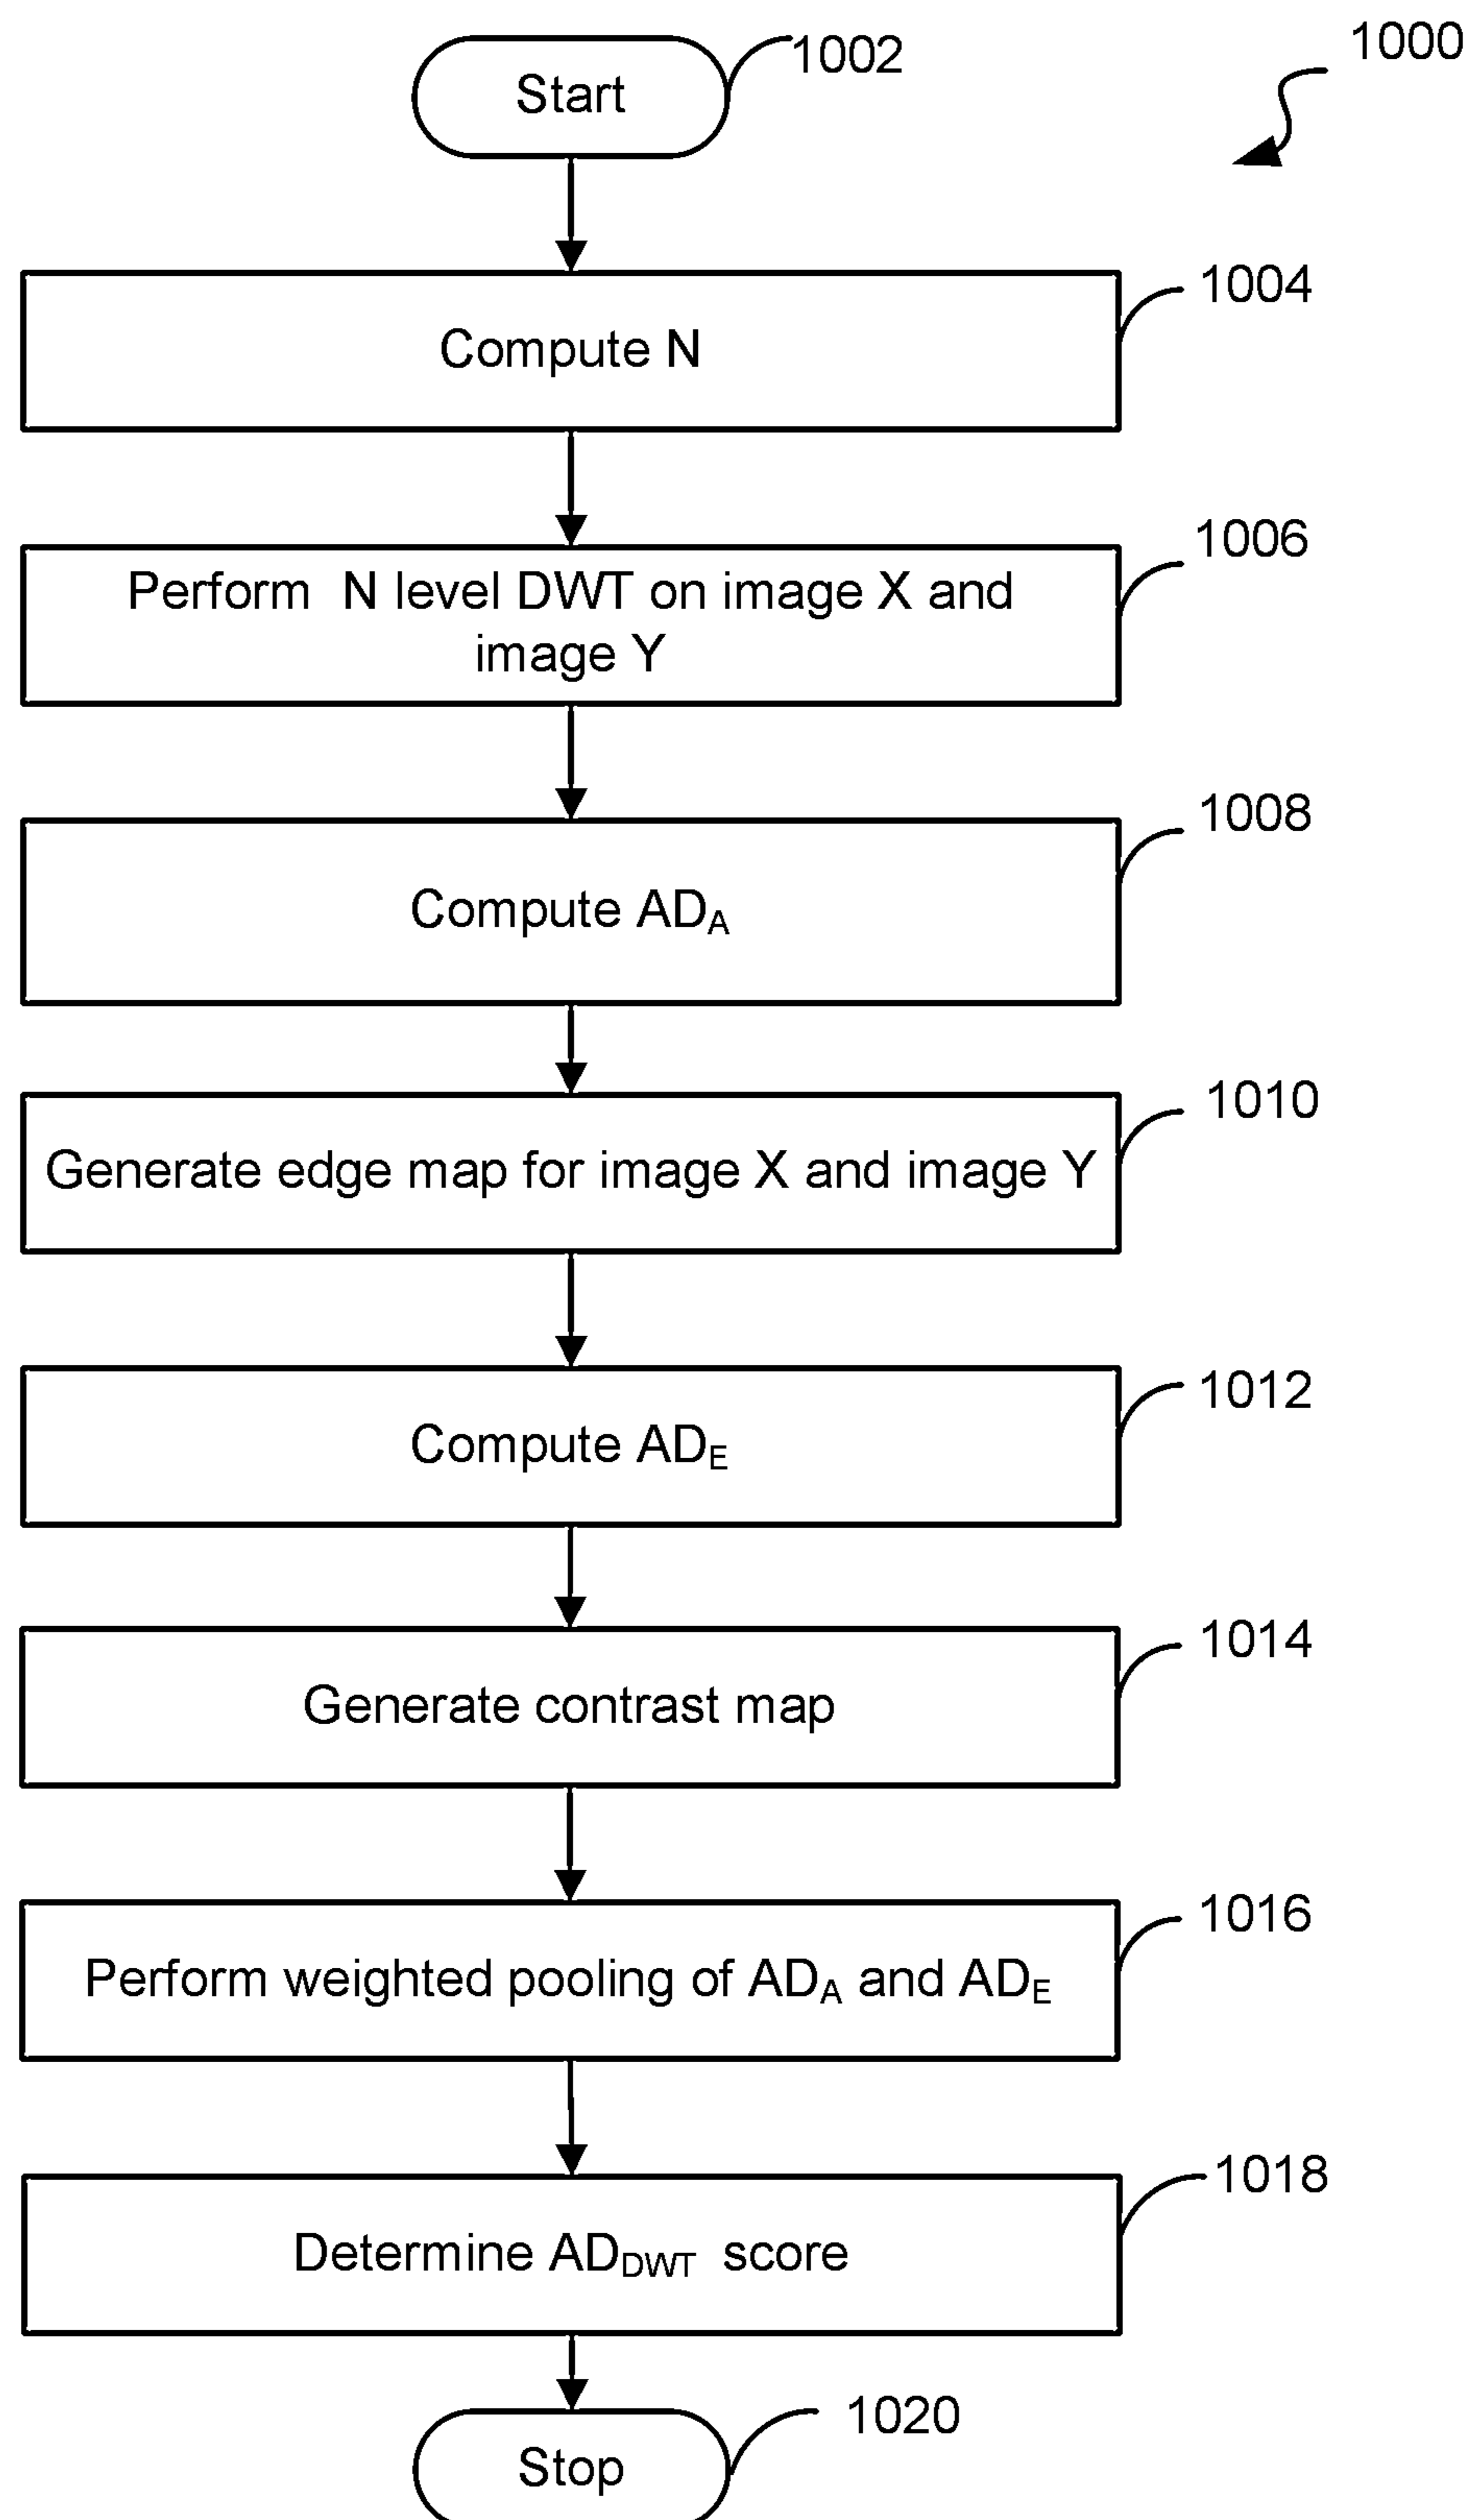 1000
Start
1002
Compute N
1004
Perform N level DWT on image X and
image Y
1006
Compute ADA
1008
Generate edge map for image X and image Y
1010
Compute ADE
1012
Generate contrast map
1014
Perform weighted pooling of ADA and ADE
1016
Determine ADDWT score
1018
Stop
1020